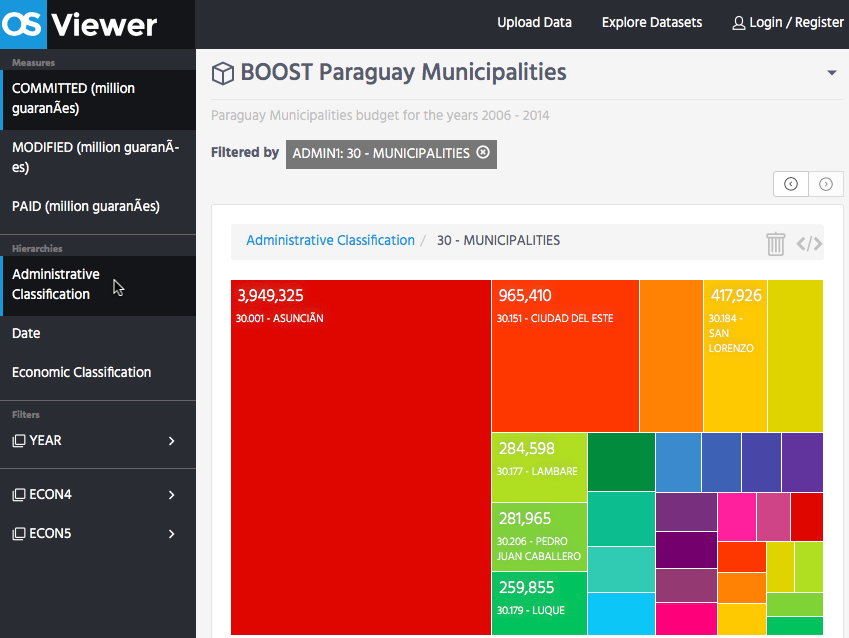 OS Viewer
Upload Data
Explore Datasets
Login / Register
Measures
COMMITTED (million
guaranÃes)
MODIFIED (million guaranÃ-
es)
PAID (million guaranÃes)
Hierarchies
Administrative
Classification
Date
Economic Classification
Filters
YEAR
ECON4
ECON5
BOOST Paraguay Municipalities
Paraguay Municipalities budget for the years 2006 - 2014
Filtered by ADMIN1: 30 - MUNICIPALITIES
Administrative Classification / 30 - MUNICIPALITIES
3,949,325
30.001 - ASUNCIÃN
965,410
30.151 - CIUDAD DEL ESTE
417,926
30.184 -
SAN
LORENZO
284,598
30.177 - LAMBARE
281,965
30.206 - PEDRO
JUAN CABALLERO
259,855
30.179 - LUQUE